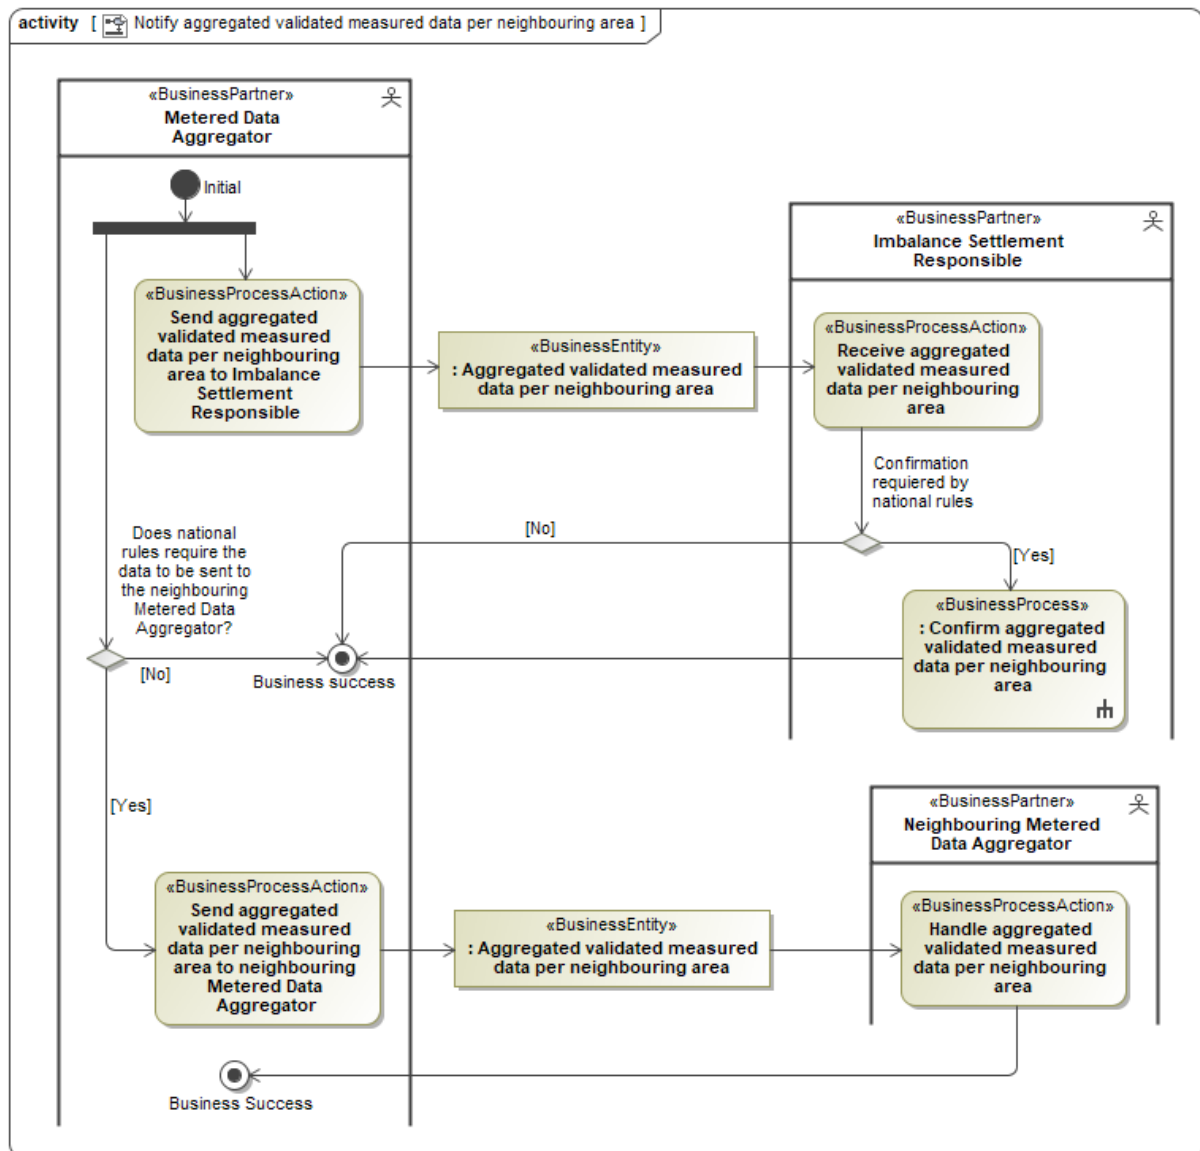 activity [ Notify aggregated validated measured data per neighbouring area ]
«BusinessPartner»
Metered Data
Aggregator
Initial
«BusinessPartner»
Imbalance Settlement
Responsible
«BusinessProcessAction»
Send aggregated
validated measured
data per neighbouring
area to Imbalance
Settlement
Responsible
«BusinessEntity»
: Aggregated validated measured
data per neighbouring area
«BusinessProcessAction»
Receive aggregated
validated measured
data per neighbouring
area
Confirmation
requiered by
national rules
[No]
[Yes]
Does national
rules require the
data to be sent to
the neighbouring
Metered Data
Aggregator?
[No]
Business success
«BusinessProcess»
: Confirm aggregated
validated measured
data per neighbouring
area
[Yes]
«BusinessPartner»
Neighbouring Metered
Data Aggregator
«BusinessProcessAction»
Send aggregated
validated measured
data per neighbouring
area to neighbouring
Metered Data
Aggregator
«BusinessEntity»
: Aggregated validated measured
data per neighbouring area
«BusinessProcessAction»
Handle aggregated
validated measured
data per neighbouring
area
Business Success